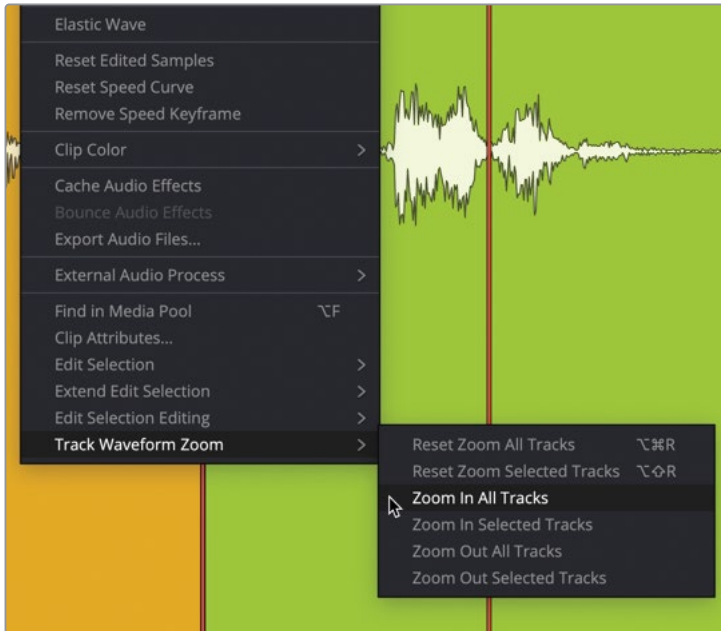 Elastic Wave
Reset Edited Samples
Reset Speed Curve
Remove Speed Keyframe
Clip Color
Cache Audio Effects
Bounce Audio Effects
Export Audio Files...
External Audio Process
Find in Media Pool ⌥F
Clip Attributes...
Edit Selection
Extend Edit Selection
Edit Selection Editing
Track Waveform Zoom
Reset Zoom All Tracks ⌥⌘R
Reset Zoom Selected Tracks ⌥⇧R
Zoom In All Tracks
Zoom In Selected Tracks
Zoom Out All Tracks
Zoom Out Selected Tracks